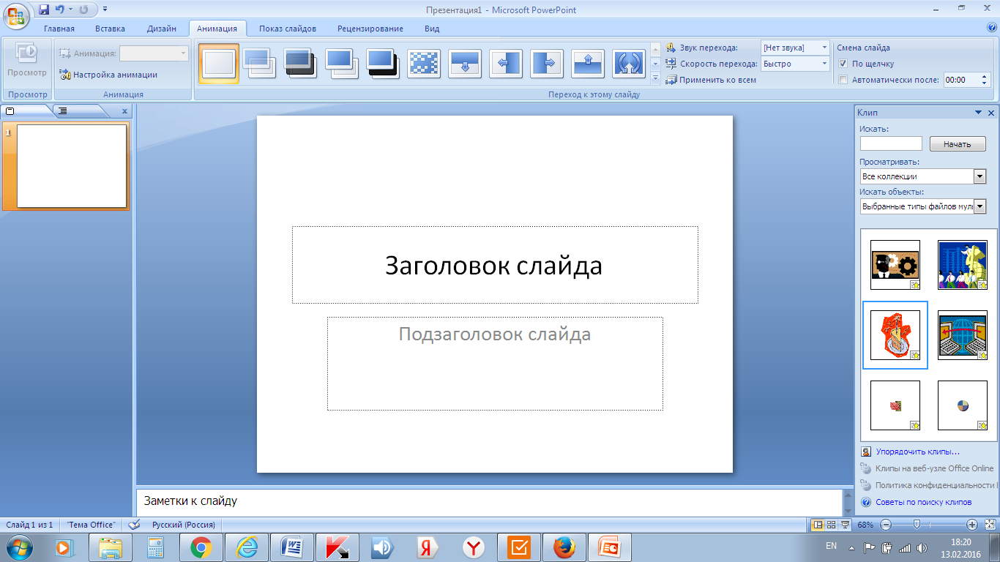 Презентация1 - Microsoft PowerPoint
Главная Вставка Дизайн Анимация Показ слайдов Рецензирование Вид
Просмотр
Анимация:
Настройка анимации
Звук перехода: [Нет звука]
Скорость перехода: Быстро
Применить ко всем
Смена слайда
По щелчку
Автоматически после: 00:00
Просмотр Анимация Переход к этому слайду
1
Заголовок слайда
Подзаголовок слайда
Клип
Искать:
Начать
Просматривать:
Все коллекции
Искать объекты:
Выбранные типы файлов мул
Упорядочить клипы...
Клипы на веб-узле Office Online
Политика конфиденциальности
Советы по поиску клипов
Заметки к слайду
Слайд 1 из 1 "Тема Office" Русский (Россия) 68%
EN 18:20
13.02.2016